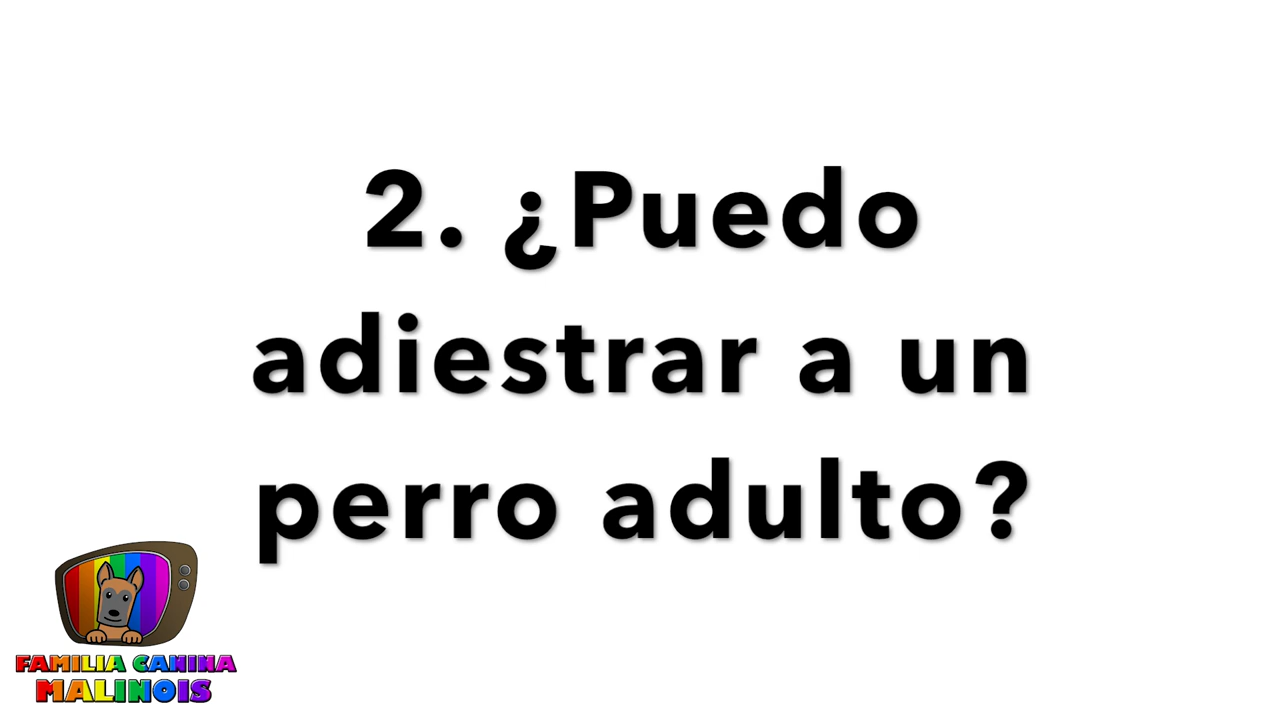 2. ¿Puedo
adiestrar a un
perro adulto?
FAMILIA CANINA
MALINOIS